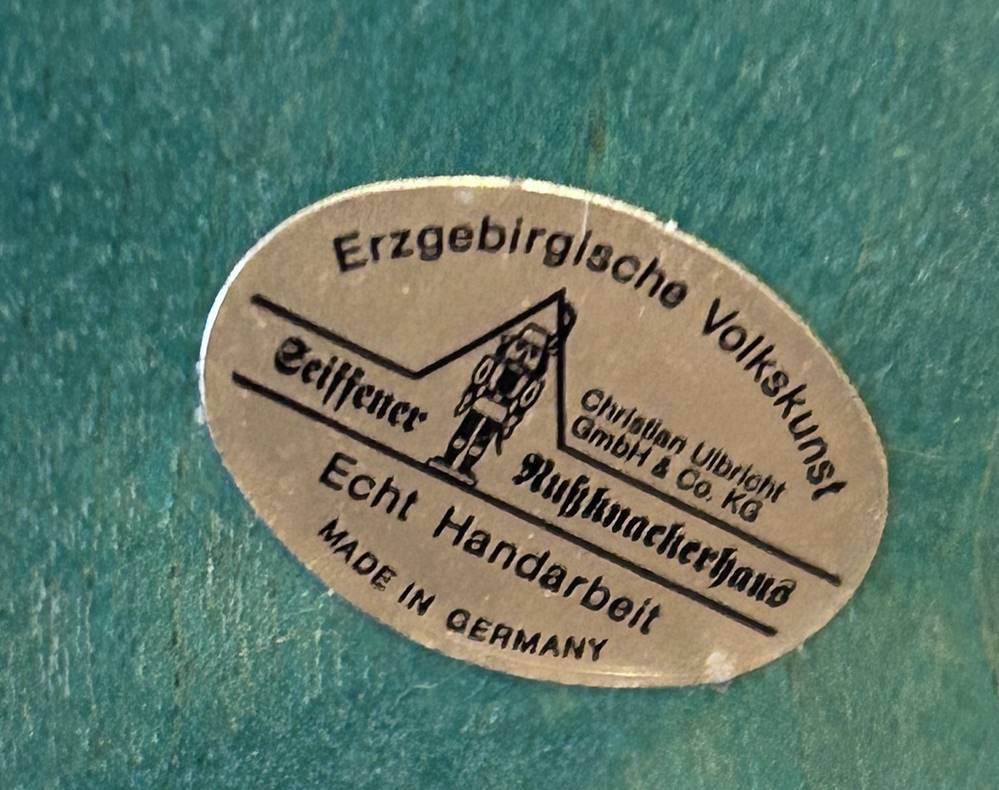 Erzgebirgische Volkskunst
Seiffener
Christian Ulbricht
GmbH & Co. KG
Nußknackerhaus
Echt Handarbeit
MADE IN GERMANY